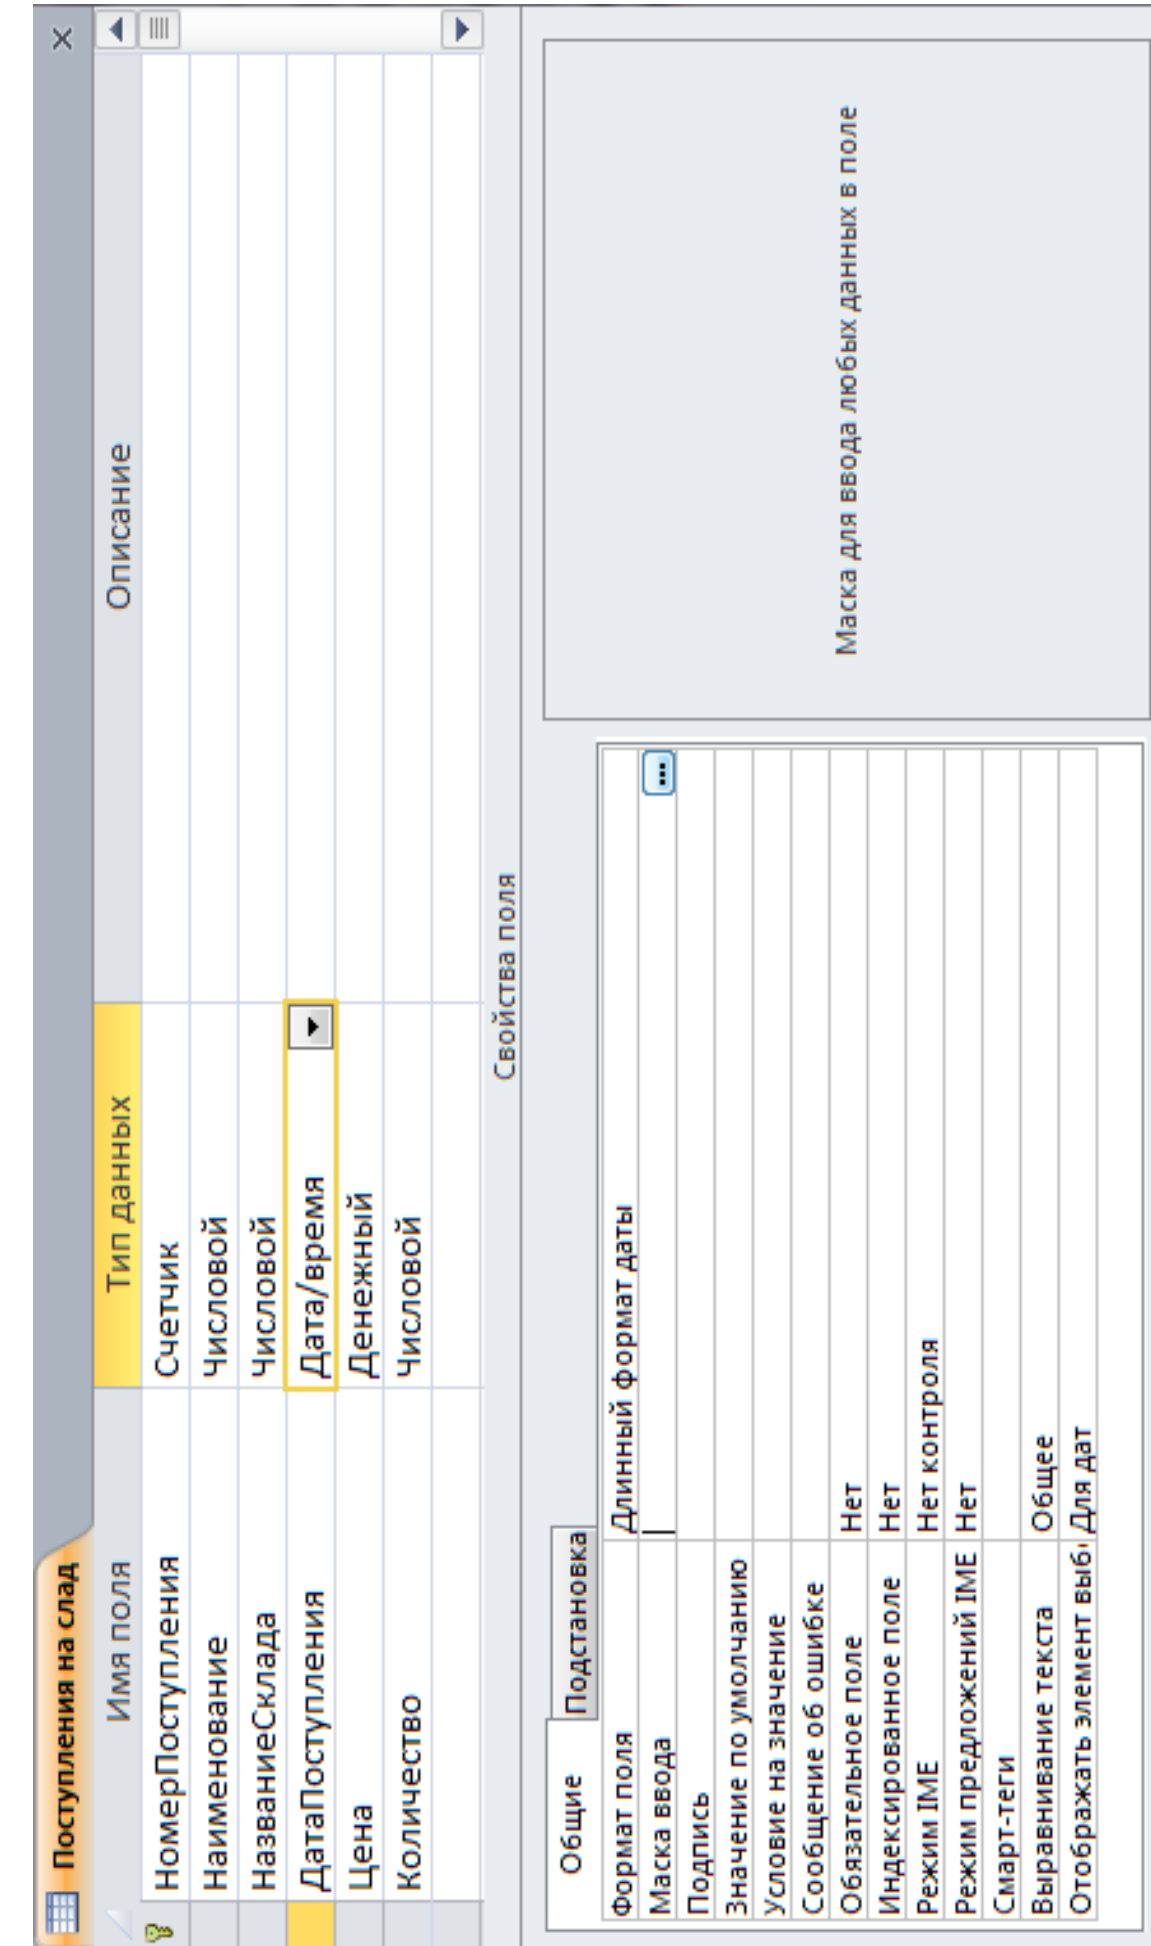 Поступления на слад
Имя поля Тип данных Описание
НомерПоступления Счетчик
Наименование Числовой
НазваниеСклада Числовой
ДатаПоступления Дата/время
Цена Денежный
Количество Числовой
Свойства поля
Общие Подстановка
Формат поля Длинный формат даты
Маска ввода
Подпись
Значение по умолчанию
Условие на значение
Сообщение об ошибке
Обязательное поле Нет
Индексированное поле Нет
Режим IME Нет контроля
Режим предложений IME Нет
Смарт-теги
Выравнивание текста Общее
Отображать элемент выб Для дат
Маска для ввода любых данных в поле